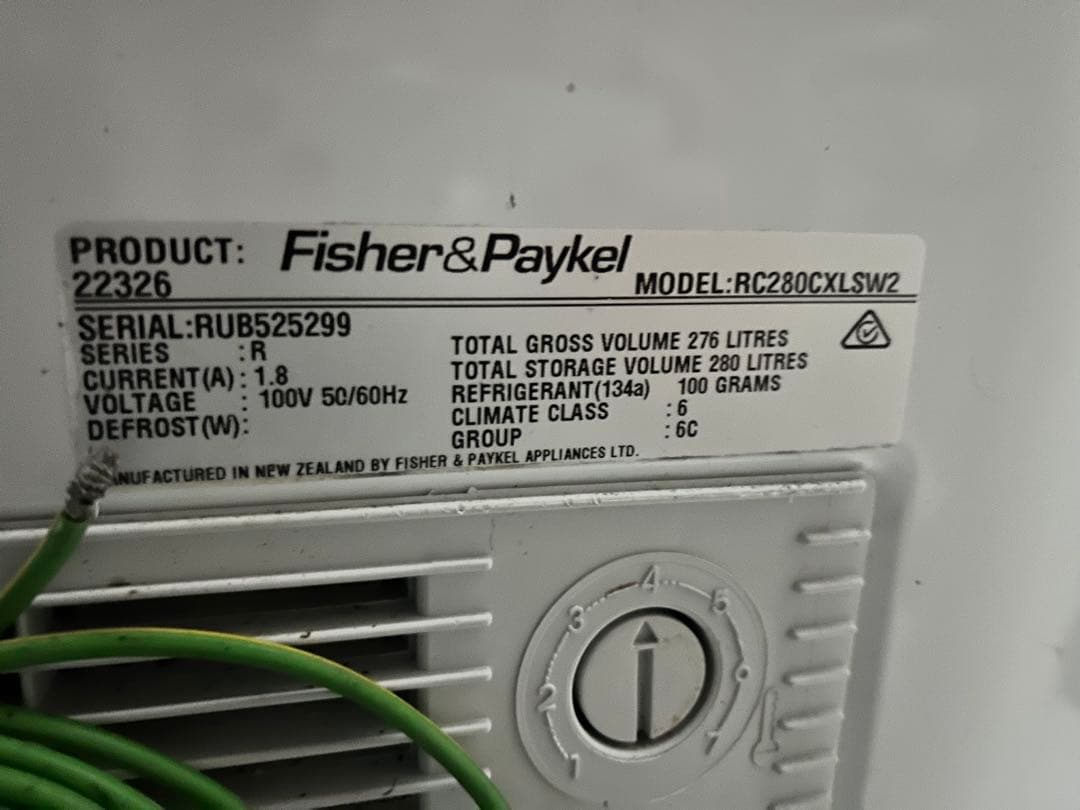 PRODUCT: Fisher&Paykel
22326
MODEL:RC280CXLSW2
SERIAL:RUB525299
SERIES :R
CURRENT(A): 1.8
VOLTAGE : 100V 50/60Hz
DEFROST(W):
TOTAL GROSS VOLUME 276 LITRES
TOTAL STORAGE VOLUME 280 LITRES
REFRIGERANT(134a) 100 GRAMS
CLIMATE CLASS : 6
GROUP : 6C
ANUFACTURED IN NEW ZEALAND BY FISHER & PAYKEL APPLIANCES LTD.
1
2
3
4
5
6
7